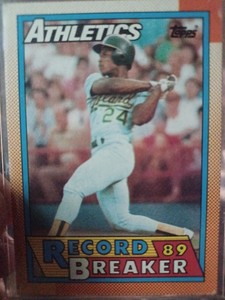 ATHLETICS
Topps
24
RECORD 89
BREAKER